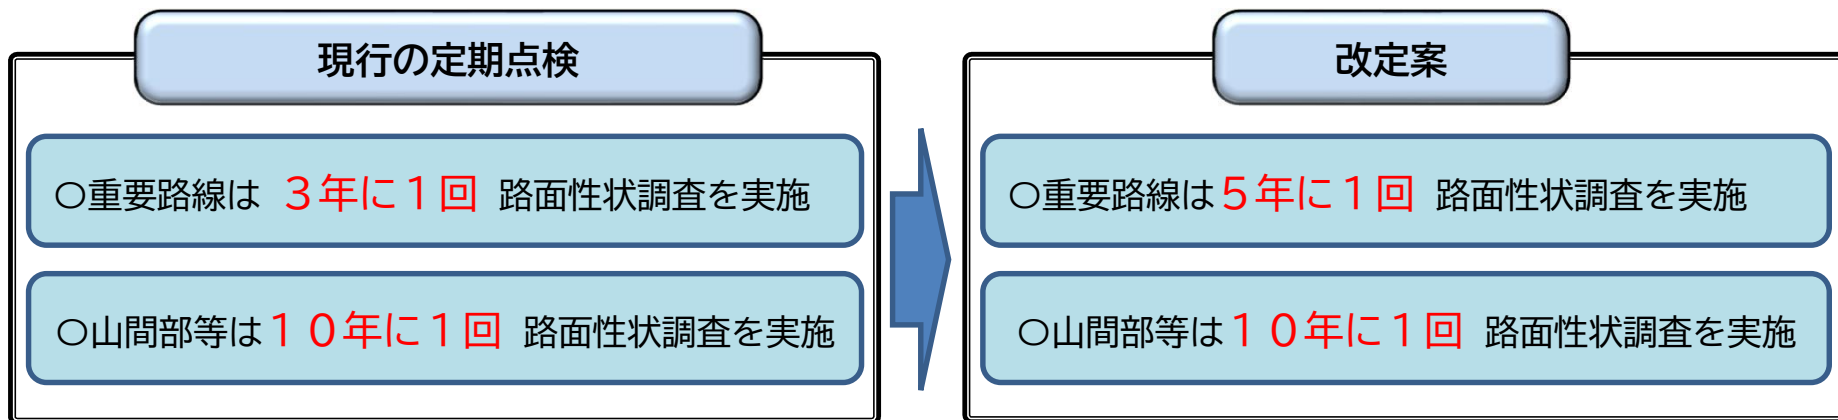 現行の定期点検
○重要路線は ３年に１回 路面性状調査を実施
○山間部等は１０年に１回 路面性状調査を実施
改定案
○重要路線は５年に１回 路面性状調査を実施
○山間部等は１０年に１回 路面性状調査を実施